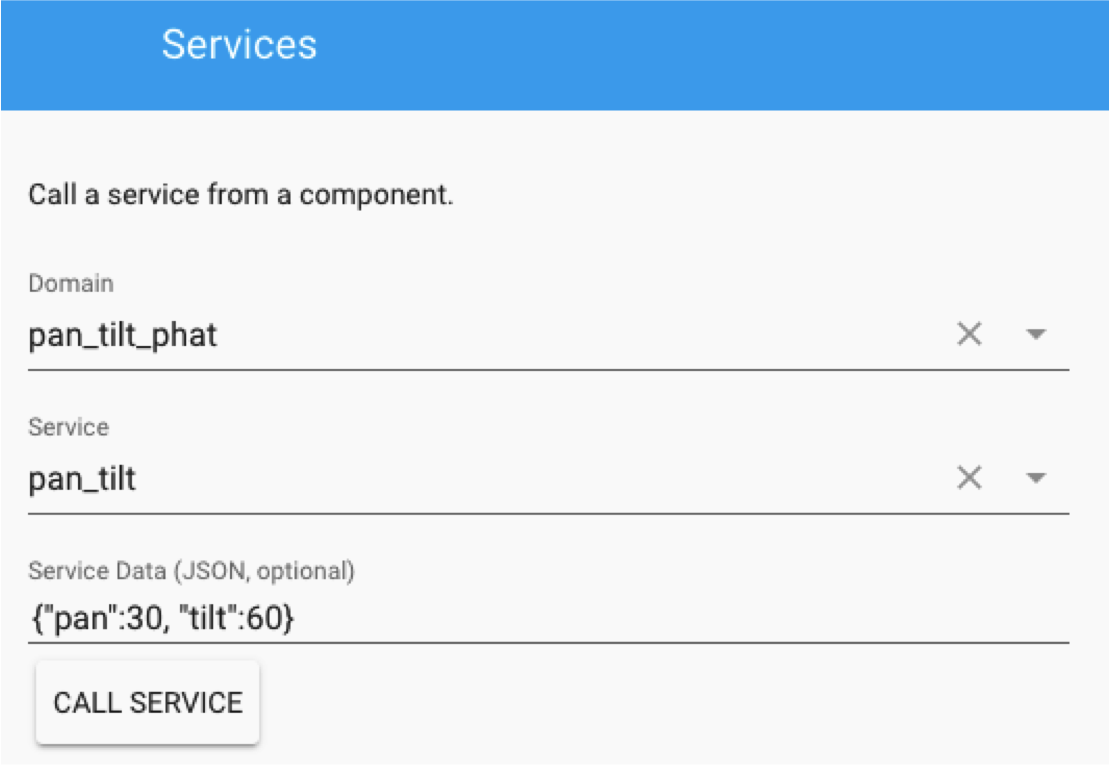 Services
Call a service from a component.
Domain
pan_tilt_phat
Service
pan_tilt
Service Data (JSON, optional)
{"pan":30, "tilt":60}
CALL SERVICE